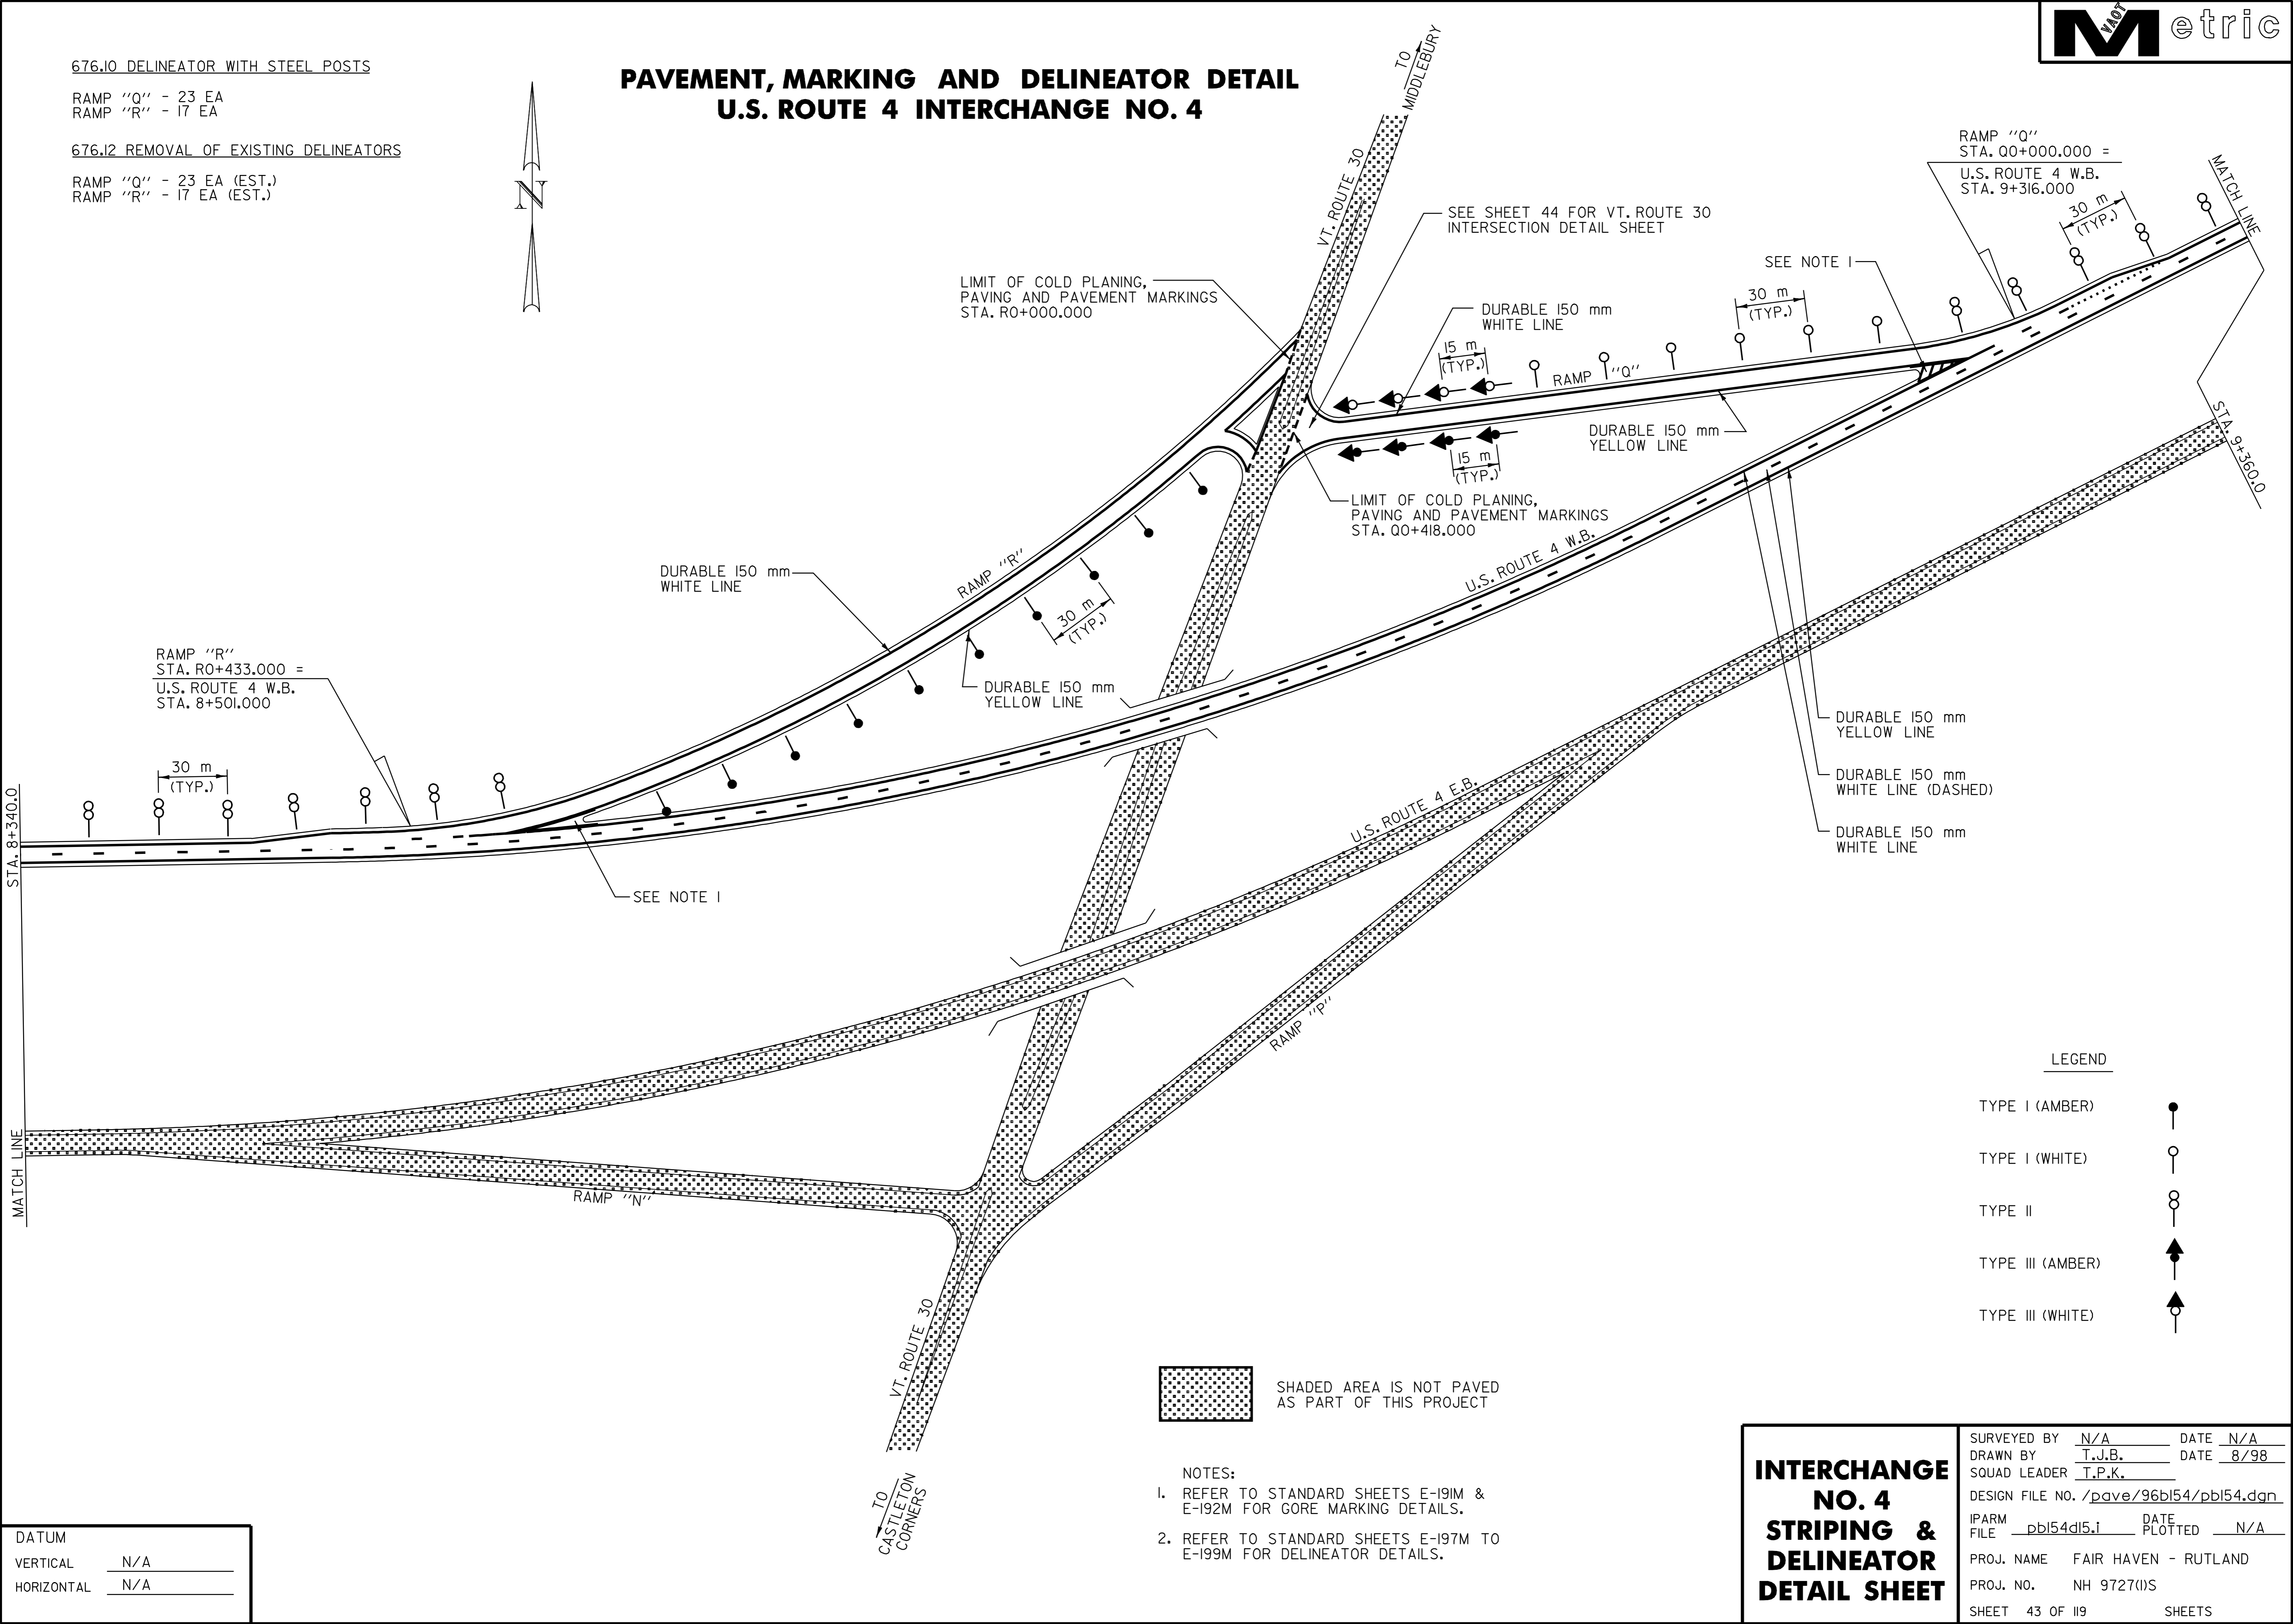 VAOT
Metric
676.10 DELINEATOR WITH STEEL POSTS
RAMP "Q" - 23 EA
RAMP "R" - 17 EA
676.12 REMOVAL OF EXISTING DELINEATORS
RAMP "Q" - 23 EA (EST.)
RAMP "R" - 17 EA (EST.)
N
PAVEMENT, MARKING AND DELINEATOR DETAIL
U.S. ROUTE 4 INTERCHANGE NO. 4
TO
MIDDLEBURY
VT. ROUTE 30
RAMP "Q"
STA. Q0+000.000 =
U.S. ROUTE 4 W.B.
STA. 9+316.000
MATCH LINE
30 m
(TYP.)
SEE SHEET 44 FOR VT. ROUTE 30
INTERSECTION DETAIL SHEET
SEE NOTE 1
LIMIT OF COLD PLANING,
PAVING AND PAVEMENT MARKINGS
STA. R0+000.000
DURABLE 150 mm
WHITE LINE
30 m
(TYP.)
15 m
(TYP.)
RAMP "Q"
DURABLE 150 mm
YELLOW LINE
15 m
(TYP.)
STA. 9+360.0
LIMIT OF COLD PLANING,
PAVING AND PAVEMENT MARKINGS
STA. Q0+418.000
U.S. ROUTE 4 W.B.
DURABLE 150 mm
WHITE LINE
RAMP "R"
30 m
(TYP.)
RAMP "R"
STA. R0+433.000 =
U.S. ROUTE 4 W.B.
STA. 8+501.000
DURABLE 150 mm
YELLOW LINE
DURABLE 150 mm
YELLOW LINE
DURABLE 150 mm
WHITE LINE (DASHED)
DURABLE 150 mm
WHITE LINE
30 m
(TYP.)
STA. 8+340.0
SEE NOTE 1
U.S. ROUTE 4 E.B.
RAMP "P"
MATCH LINE
RAMP "N"
LEGEND
TYPE I (AMBER)
TYPE I (WHITE)
TYPE II
TYPE III (AMBER)
TYPE III (WHITE)
VT. ROUTE 30
TO
CASTLETON
CORNERS
SHADED AREA IS NOT PAVED
AS PART OF THIS PROJECT
NOTES:
1. REFER TO STANDARD SHEETS E-191M &
E-192M FOR GORE MARKING DETAILS.
2. REFER TO STANDARD SHEETS E-197M TO
E-199M FOR DELINEATOR DETAILS.
DATUM
VERTICAL N/A
HORIZONTAL N/A
INTERCHANGE
NO. 4
STRIPING &
DELINEATOR
DETAIL SHEET
SURVEYED BY N/A DATE N/A
DRAWN BY T.J.B. DATE 8/98
SQUAD LEADER T.P.K.
DESIGN FILE NO. /pave/96b154/pb154.dgn
IPARM FILE pb154d15.i DATE PLOTTED N/A
PROJ. NAME FAIR HAVEN - RUTLAND
PROJ. NO. NH 9727(1)S
SHEET 43 OF 119 SHEETS